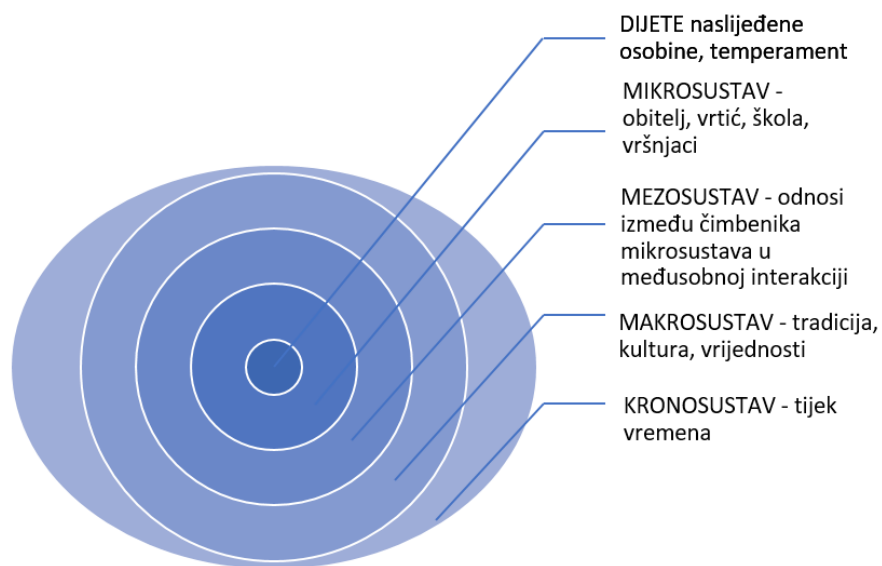 DIJETE naslijeđene
osobine, temperament
MIKROSUSTAV -
obitelj, vrtić, škola,
vršnjaci
MEZOSUSTAV - odnosi
između čimbenika
mikrosustava u
međusobnoj interakciji
MAKROSUSTAV - tradicija,
kultura, vrijednosti
KRONOSUSTAV - tijek
vremena